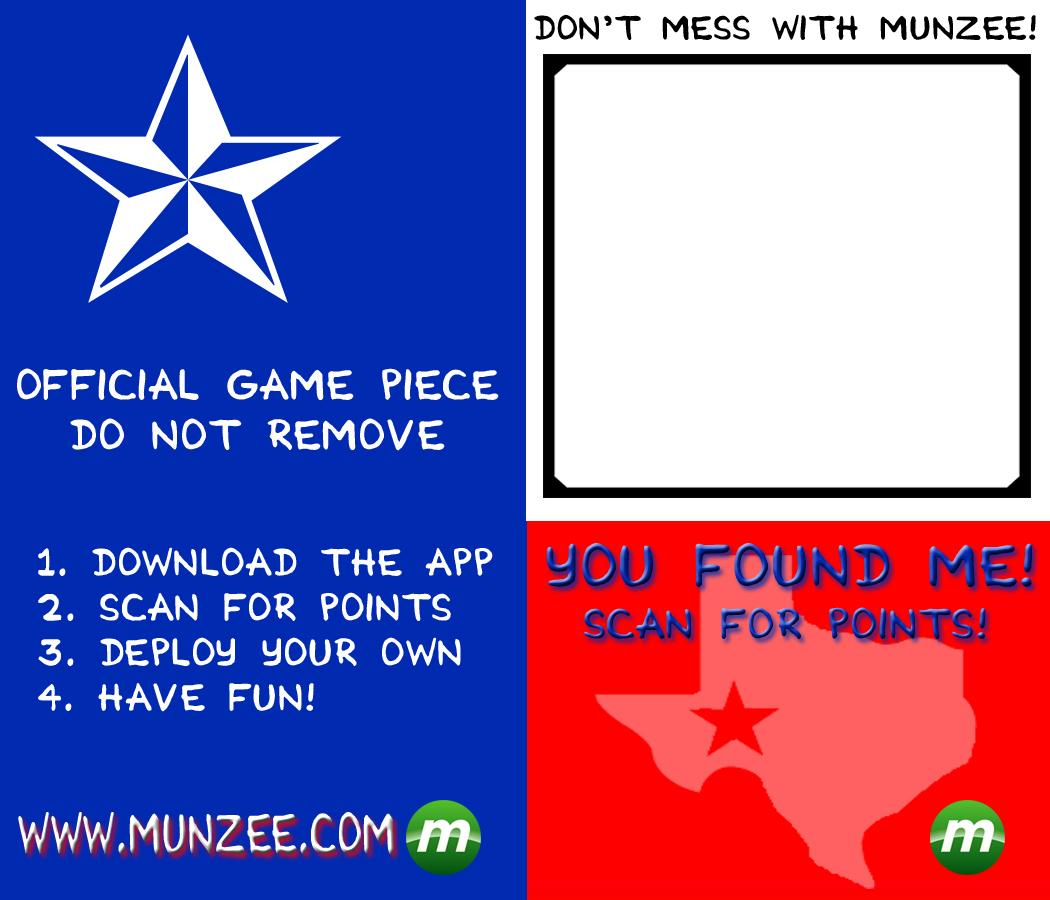 OFFICIAL GAME PIECE
DO NOT REMOVE
1. DOWNLOAD THE APP
2. SCAN FOR POINTS
3. DEPLOY YOUR OWN
4. HAVE FUN!
WWW.MUNZEE.COM m
DON'T MESS WITH MUNZEE!
YOU FOUND ME!
SCAN FOR POINTS!
m